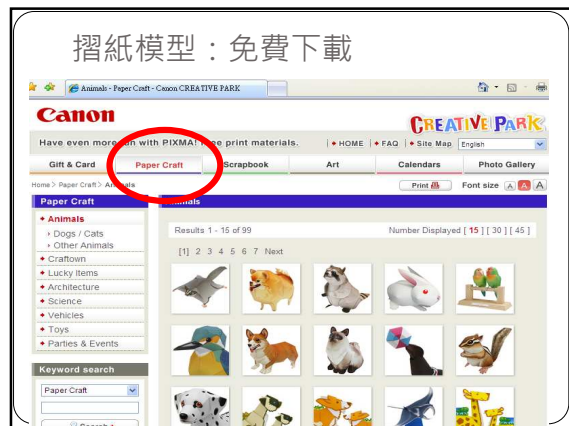 摺紙模型：免費下載
Animals - Paper Craft - Canon CREATIVE PARK
Canon
CREATIVE PARK
Have even more fun with PIXMA! Free print materials.
HOME FAQ Site Map English
Gift & Card Paper Craft Scrapbook Art Calendars Photo Gallery
Home > Paper Craft > Animals
Print Font size A A A
Paper Craft
Animals
Dogs / Cats
Other Animals
Craftown
Lucky Items
Architecture
Science
Vehicles
Toys
Parties & Events
Keyword search
Paper Craft
Search
Animals
Results 1 - 15 of 99 Number Displayed [ 15 ] [ 30 ] [ 45 ]
[1] 2 3 4 5 6 7 Next